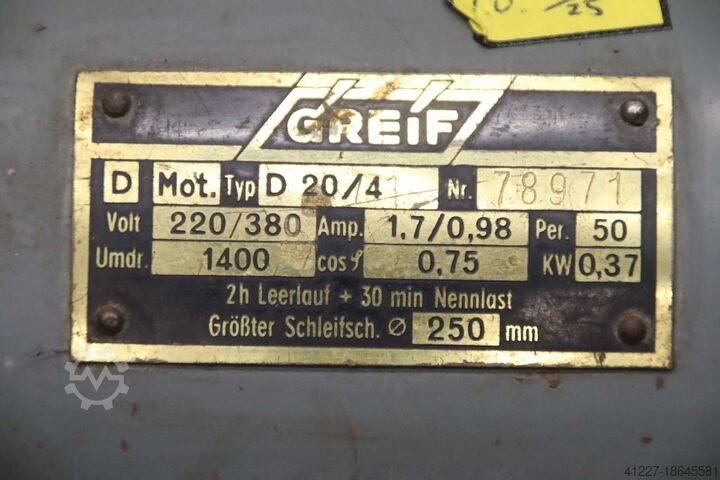 GREIF
D Mot. Typ D 20/4 Nr. 78971
Volt 220/380 Amp. 1,7/0,98 Per. 50
Umdr. 1400 cos φ 0,75 KW 0,37
2h Leerlauf + 30 min Nennlast
Größter Schleifsch. ⌀ 250 mm
41227-18645581